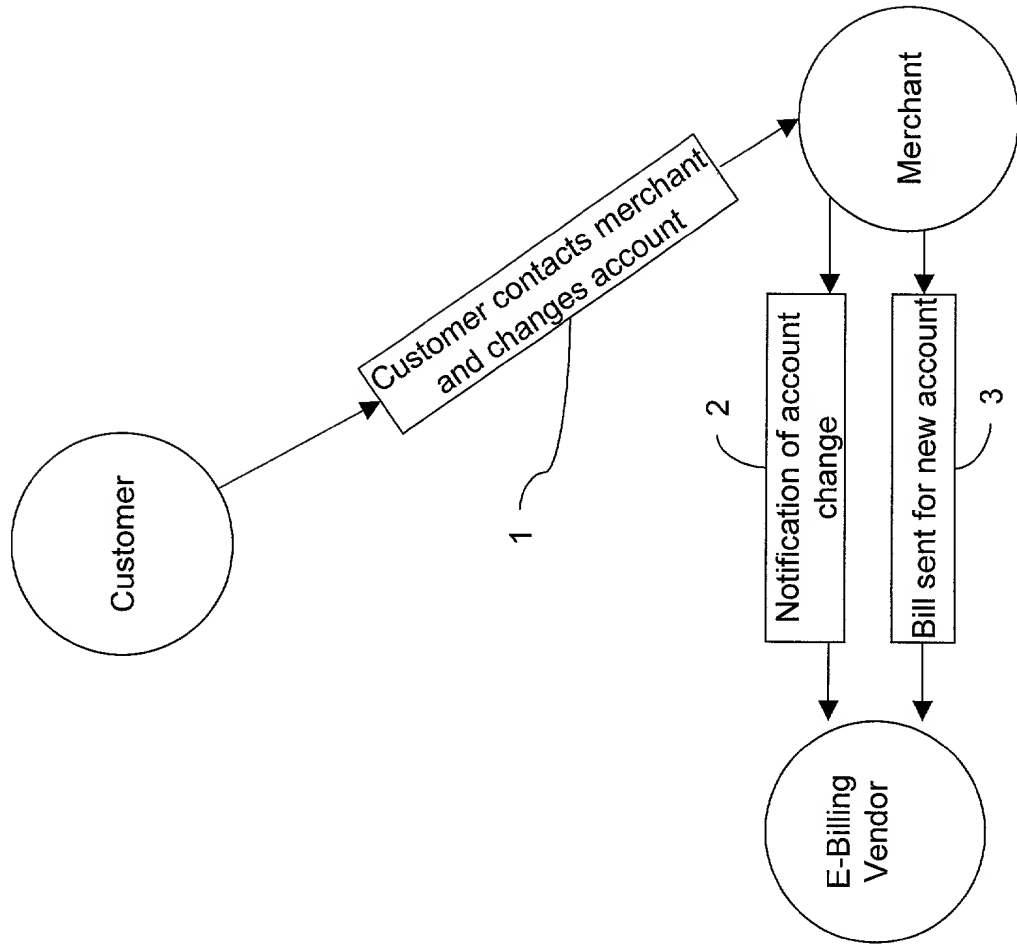 Customer
Customer contacts merchant
and changes account
1
Merchant
2
Notification of account
change
Bill sent for new account
3
E-Billing
Vendor